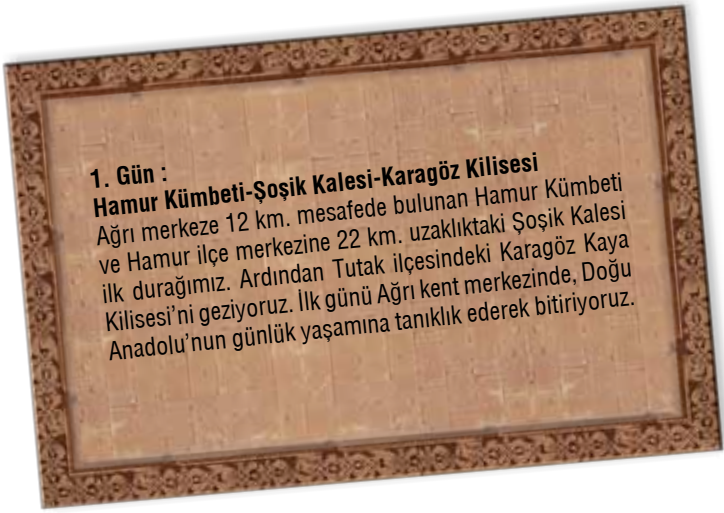 1. Gün :
Hamur Kümbeti-Şoşik Kalesi-Karagöz Kilisesi
Ağrı merkeze 12 km. mesafede bulunan Hamur Kümbeti
ve Hamur ilçe merkezine 22 km. uzaklıktaki Şoşik Kalesi
ilk durağımız. Ardından Tutak ilçesindeki Karagöz Kaya
Kilisesi’ni geziyoruz. İlk günü Ağrı kent merkezinde, Doğu
Anadolu’nun günlük yaşamına tanıklık ederek bitiriyoruz.